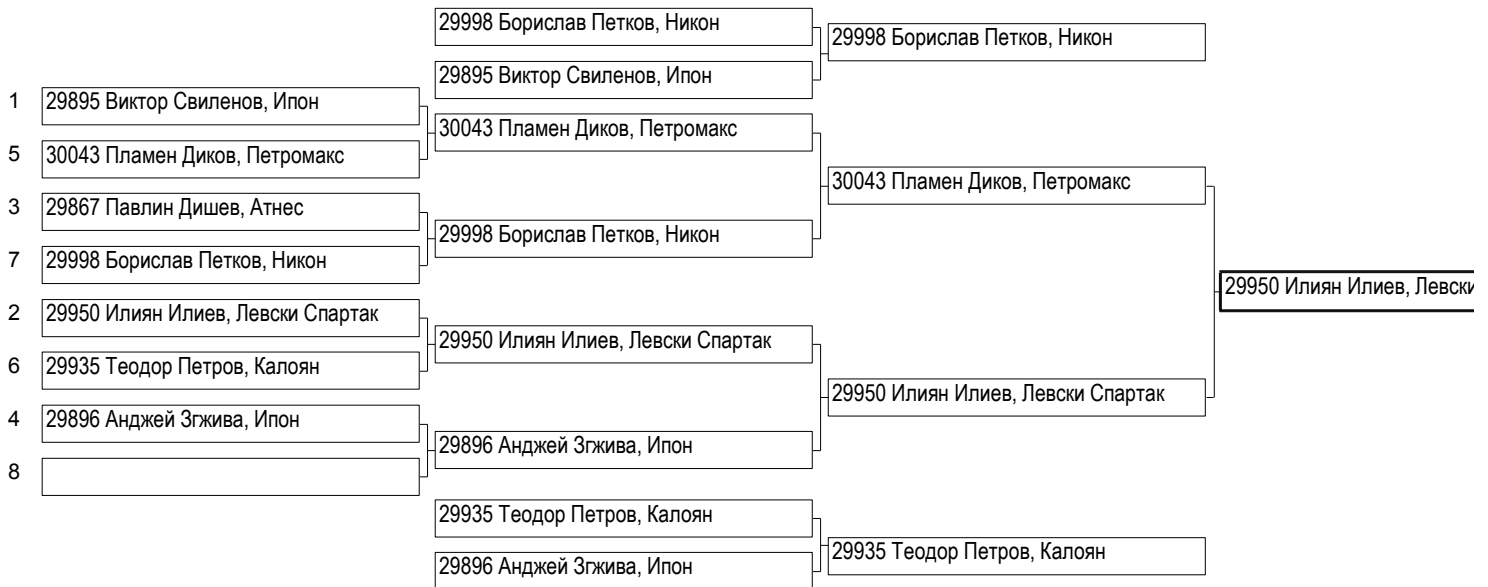 29998 Борислав Петков, Никон
29998 Борислав Петков, Никон
29895 Виктор Свиленов, Ипон
1 29895 Виктор Свиленов, Ипон
30043 Пламен Диков, Петромакс
5 30043 Пламен Диков, Петромакс
30043 Пламен Диков, Петромакс
3 29867 Павлин Дишев, Атнес
29998 Борислав Петков, Никон
7 29998 Борислав Петков, Никон
29950 Илиян Илиев, Левски
2 29950 Илиян Илиев, Левски Спартак
29950 Илиян Илиев, Левски Спартак
6 29935 Теодор Петров, Калоян
29950 Илиян Илиев, Левски Спартак
4 29896 Анджей Згжива, Ипон
29896 Анджей Згжива, Ипон
8
29935 Теодор Петров, Калоян
29935 Теодор Петров, Калоян
29896 Анджей Згжива, Ипон